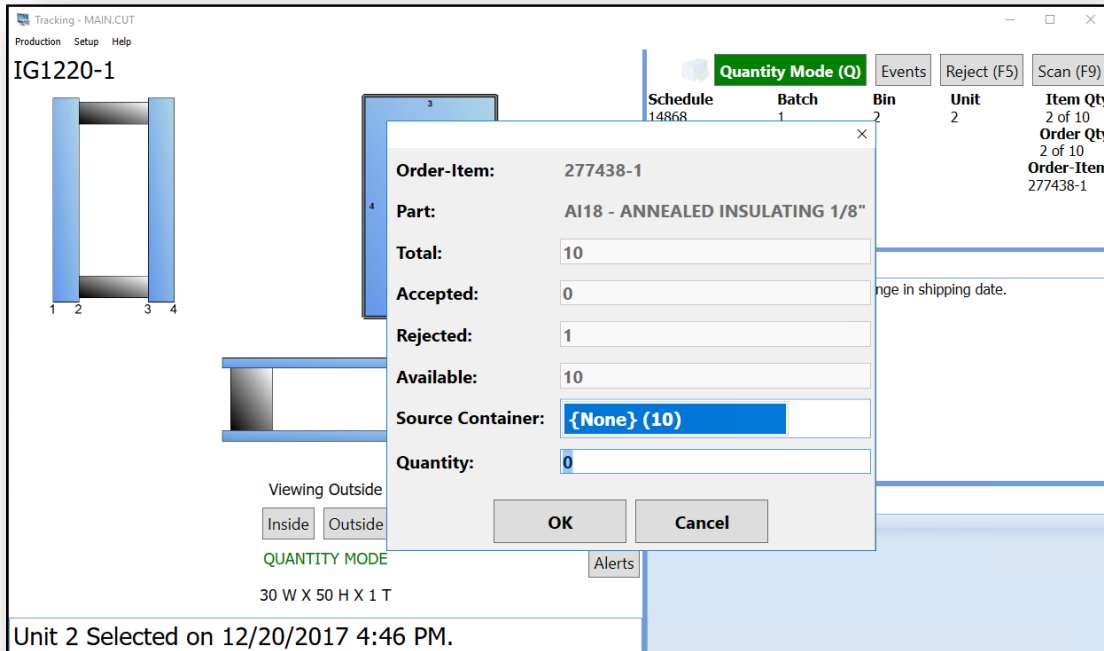 Tracking - MAIN.CUT
Production Setup Help
IG1220-1
Quantity Mode (Q) Events Reject (F5) Scan (F9)
Schedule Batch Bin Unit Item Qty
14868 1 2 2 2 of 10
Order Qty
2 of 10
Order-Item
277438-1
1 2 3 4
3
4
Order-Item: 277438-1
Part: AI18 - ANNEALED INSULATING 1/8"
Total: 10
Accepted: 0
Rejected: 1
Available: 10
Source Container: {None} (10)
Quantity: 0
OK Cancel
nge in shipping date.
Viewing Outside
Inside Outside
QUANTITY MODE
Alerts
30 W X 50 H X 1 T
Unit 2 Selected on 12/20/2017 4:46 PM.